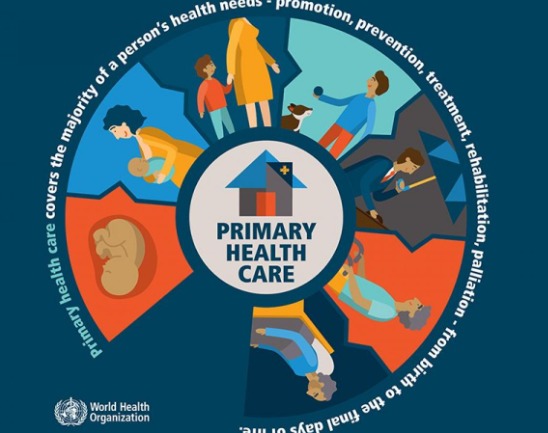 Primary health care covers the majority of a person's health needs - promotion, prevention, treatment, rehabilitation, palliation - from birth to the final days of life.
PRIMARY
HEALTH
CARE
World Health
Organization